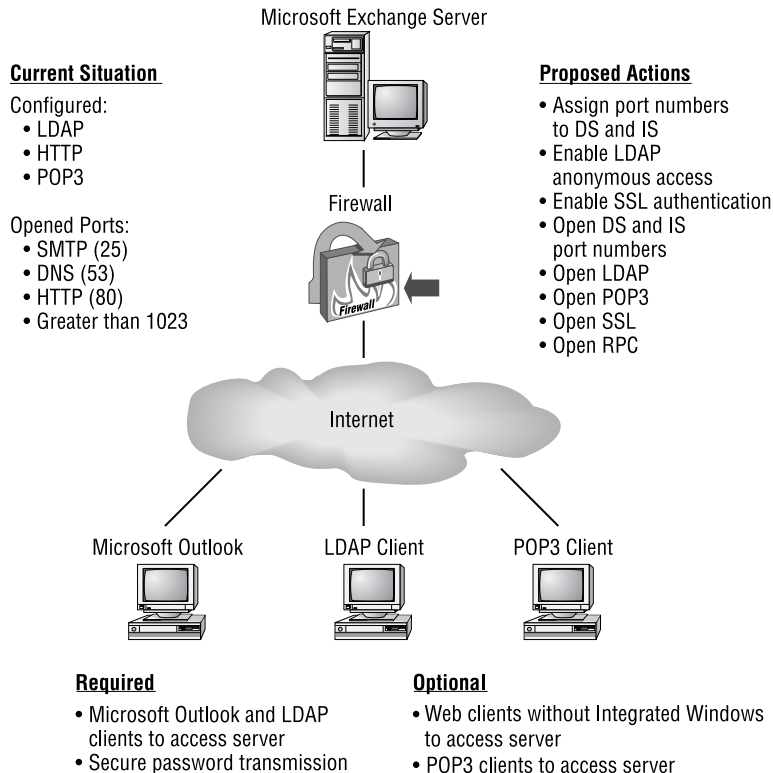 Microsoft Exchange Server
Current Situation
Configured:
• LDAP
• HTTP
• POP3
Opened Ports:
• SMTP (25)
• DNS (53)
• HTTP (80)
• Greater than 1023
Proposed Actions
• Assign port numbers
to DS and IS
• Enable LDAP
anonymous access
• Enable SSL authentication
• Open DS and IS
port numbers
• Open LDAP
• Open POP3
• Open SSL
• Open RPC
Firewall
Firewall
Internet
Microsoft Outlook
LDAP Client
POP3 Client
Required
• Microsoft Outlook and LDAP
clients to access server
• Secure password transmission
Optional
• Web clients without Integrated Windows
to access server
• POP3 clients to access server